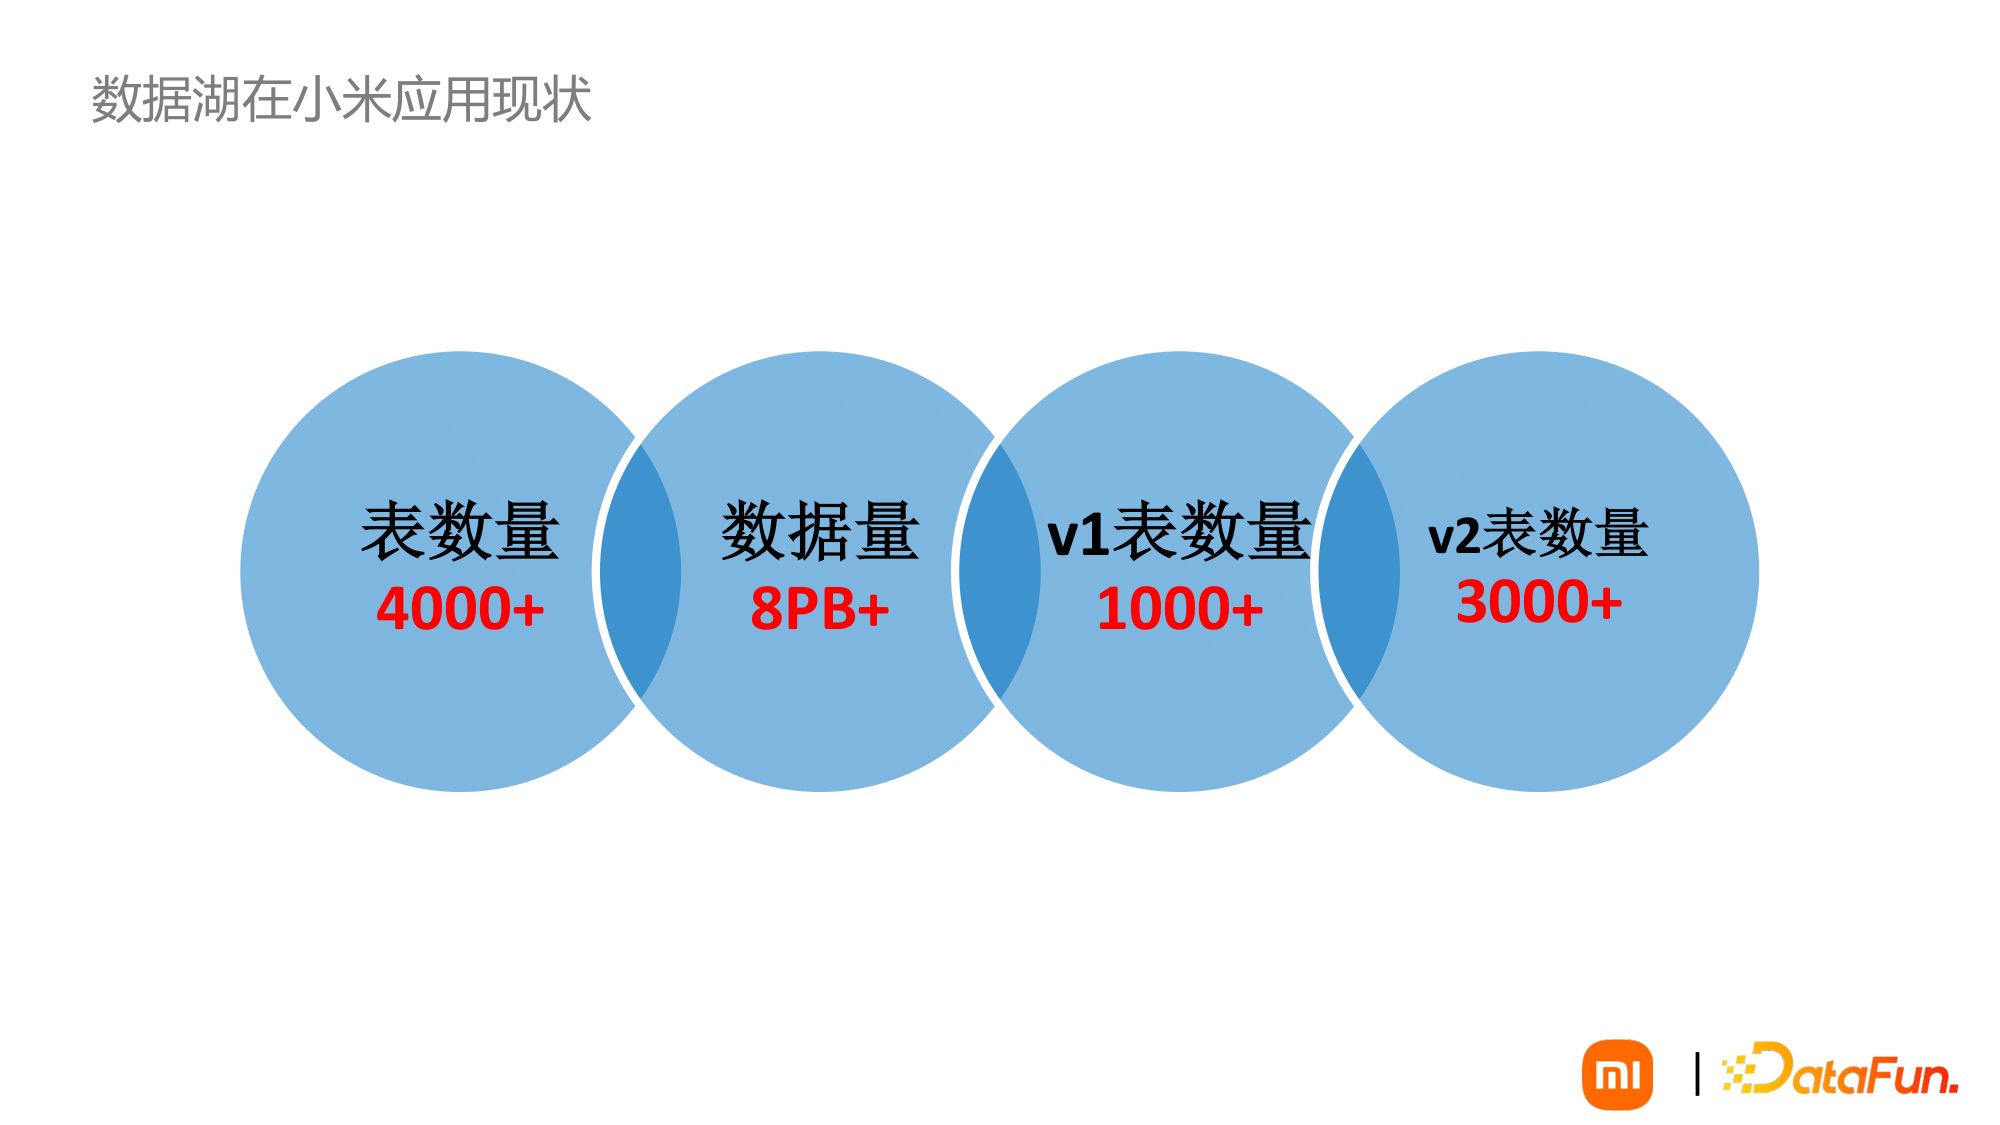 数据湖在小米应用现状
表数量
4000+
数据量
8PB+
v1表数量
1000+
v2表数量
3000+
mi
DataFun.